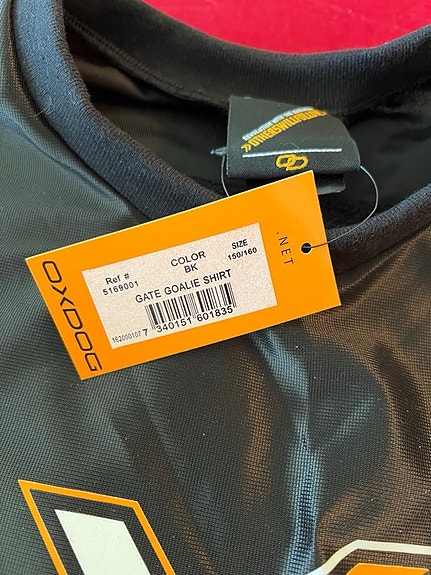 OXDOG
.NET
Ref #
5169001
COLOR
BK
SIZE
150/160
GATE GOALIE SHIRT
162000107
7 340151 601835